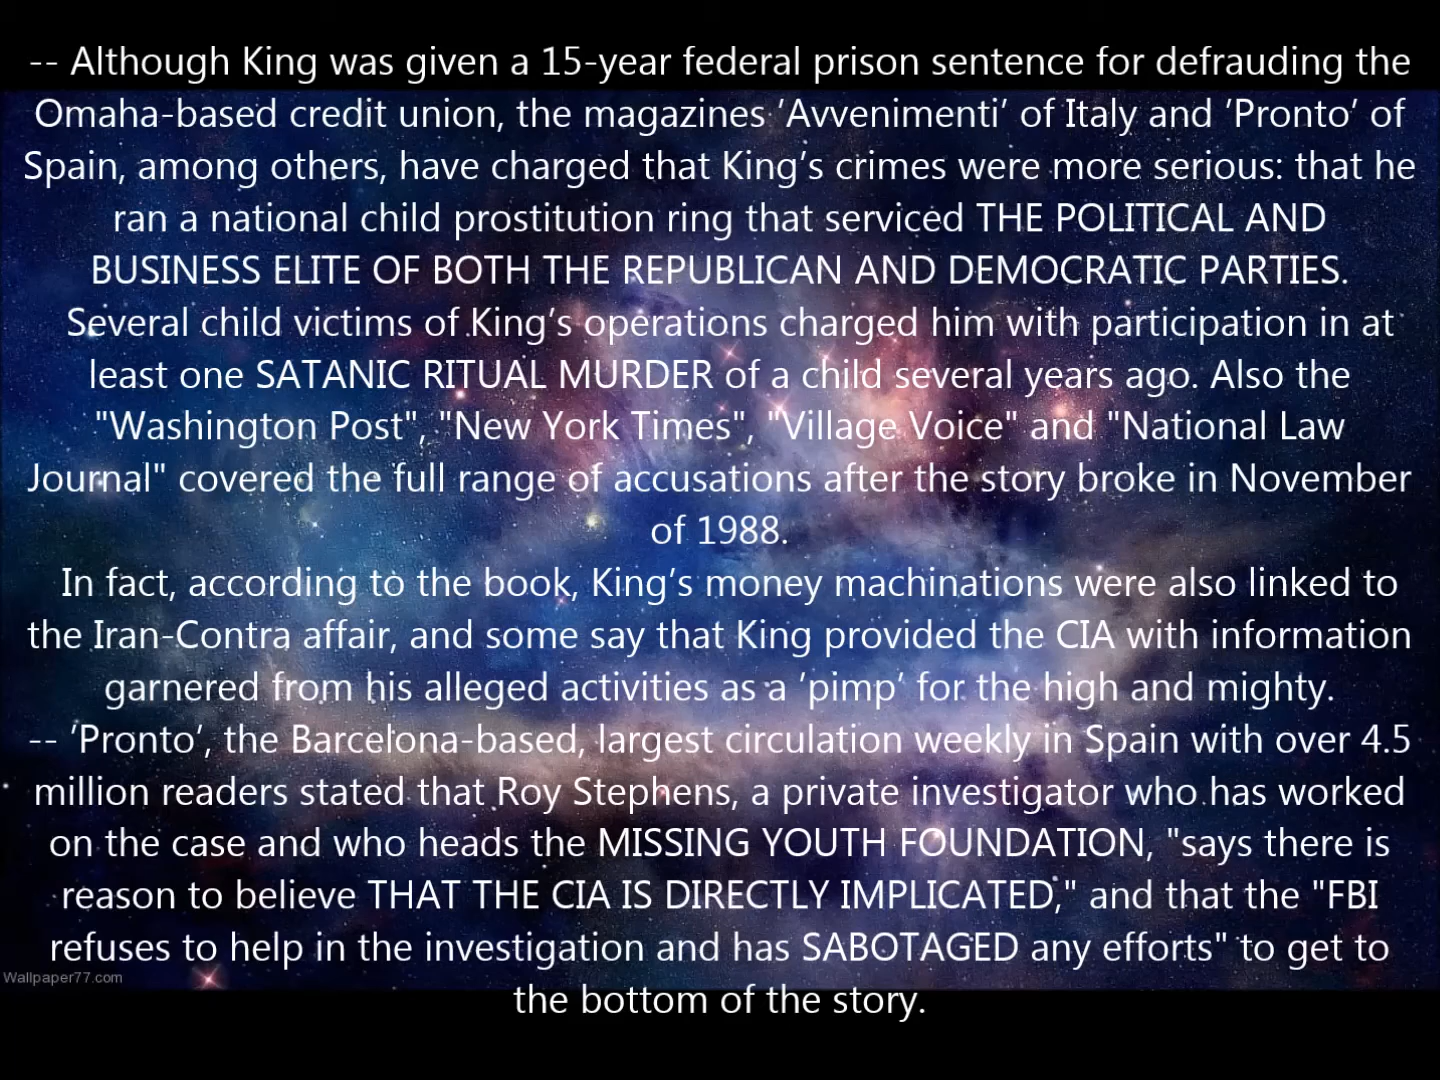 -- Although King was given a 15-year federal prison sentence for defrauding the
Omaha-based credit union, the magazines ‘Avvenimenti’ of Italy and ‘Pronto’ of
Spain, among others, have charged that King’s crimes were more serious: that he
ran a national child prostitution ring that serviced THE POLITICAL AND
BUSINESS ELITE OF BOTH THE REPUBLICAN AND DEMOCRATIC PARTIES.
Several child victims of King’s operations charged him with participation in at
least one SATANIC RITUAL MURDER of a child several years ago. Also the
"Washington Post", "New York Times", "Village Voice" and "National Law
Journal" covered the full range of accusations after the story broke in November
of 1988.
In fact, according to the book, King’s money machinations were also linked to
the Iran-Contra affair, and some say that King provided the CIA with information
garnered from his alleged activities as a ‘pimp’ for the high and mighty.
-- ‘Pronto’, the Barcelona-based, largest circulation weekly in Spain with over 4.5
million readers stated that Roy Stephens, a private investigator who has worked
on the case and who heads the MISSING YOUTH FOUNDATION, "says there is
reason to believe THAT THE CIA IS DIRECTLY IMPLICATED," and that the "FBI
refuses to help in the investigation and has SABOTAGED any efforts" to get to
Wallpaper77.com
the bottom of the story.